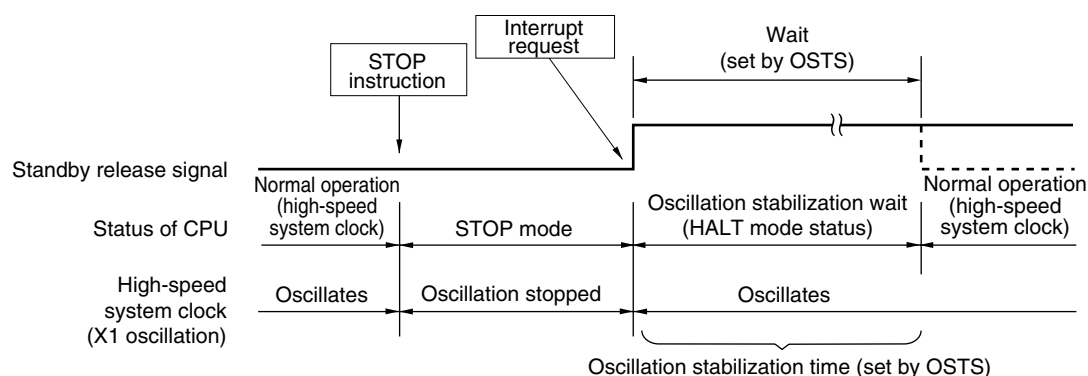 Interrupt
request
Wait
(set by OSTS)
STOP
instruction
Standby release signal
Normal operation
(high-speed
system clock)
Oscillation stabilization wait
(HALT mode status)
Normal operation
(high-speed
system clock)
Status of CPU
STOP mode
High-speed
system clock
(X1 oscillation)
Oscillates
Oscillation stopped
Oscillates
Oscillation stabilization time (set by OSTS)